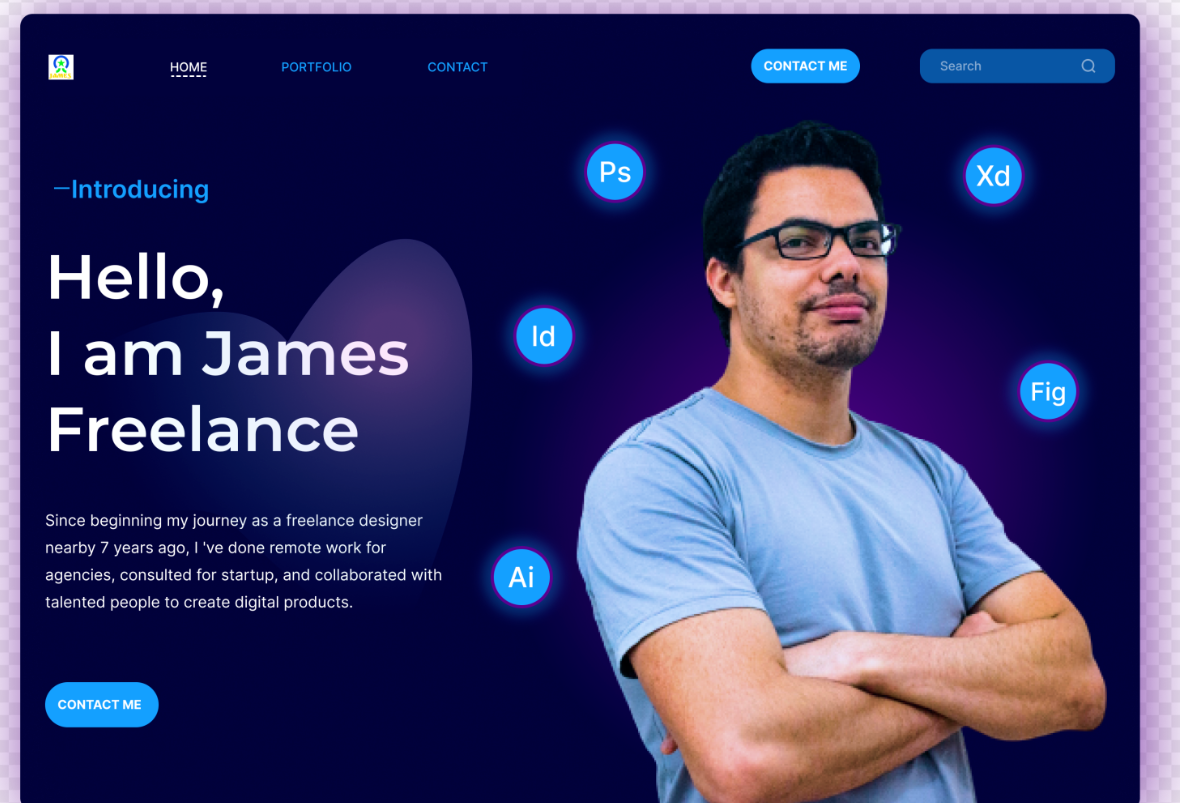 JAMES
HOME PORTFOLIO CONTACT CONTACT ME Search
—Introducing
Hello,
I am James
Freelance
Since beginning my journey as a freelance designer
nearby 7 years ago, I 've done remote work for
agencies, consulted for startup, and collaborated with
talented people to create digital products.
CONTACT ME
Ps
Xd
Id
Fig
Ai